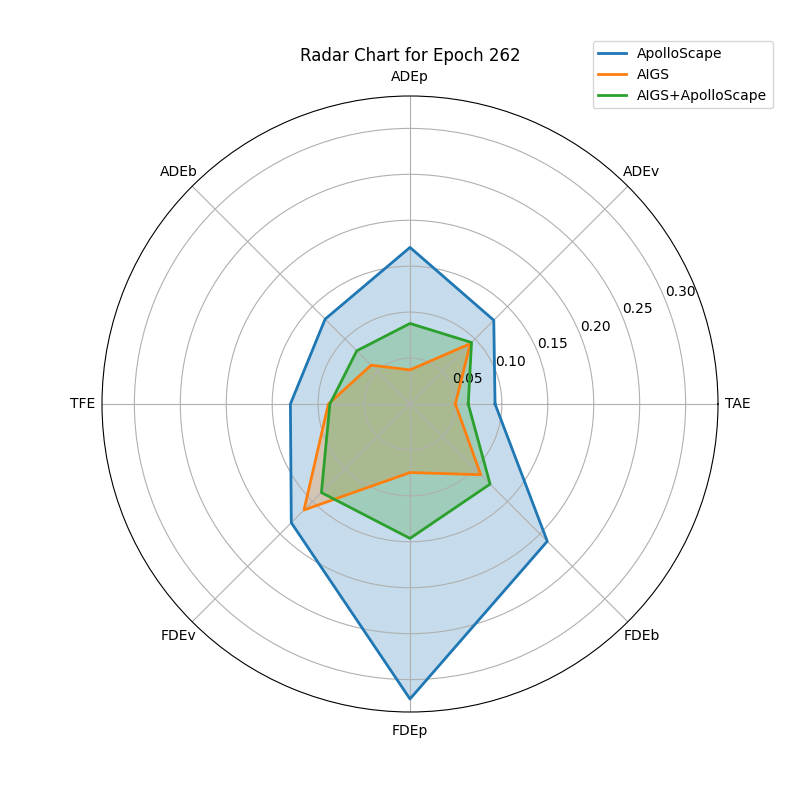 Radar Chart for Epoch 262
ApolloScape
AIGS
AIGS+ApolloScape
ADEp
ADEb
ADEv
0.30
0.25
0.20
0.15
0.10
0.05
TFE
TAE
FDEv
FDEb
FDEp